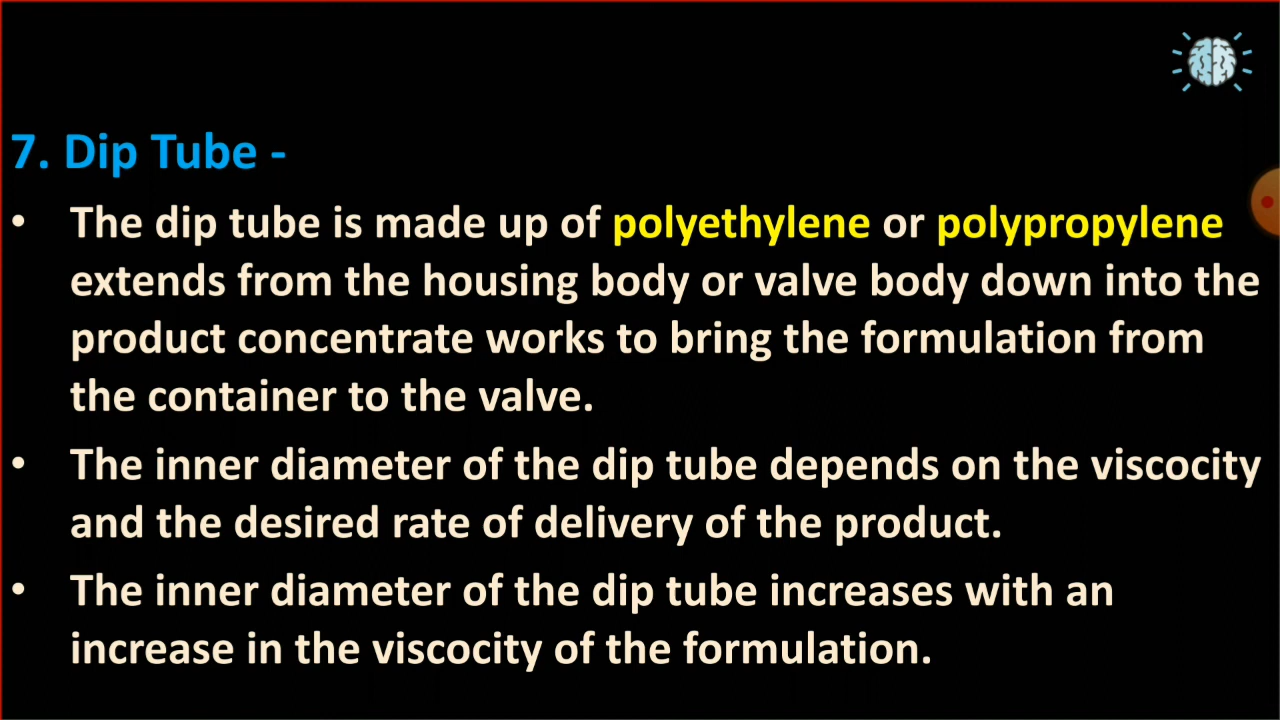 7. Dip Tube -
• The dip tube is made up of polyethylene or polypropylene
extends from the housing body or valve body down into the
product concentrate works to bring the formulation from
the container to the valve.
• The inner diameter of the dip tube depends on the viscocity
and the desired rate of delivery of the product.
• The inner diameter of the dip tube increases with an
increase in the viscocity of the formulation.